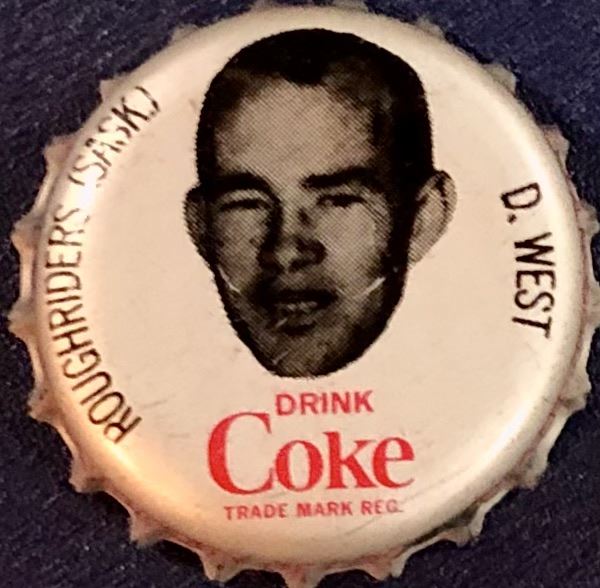 ROUGHRIDERS (SASK)
D. WEST
DRINK
Coke
TRADE MARK REG.